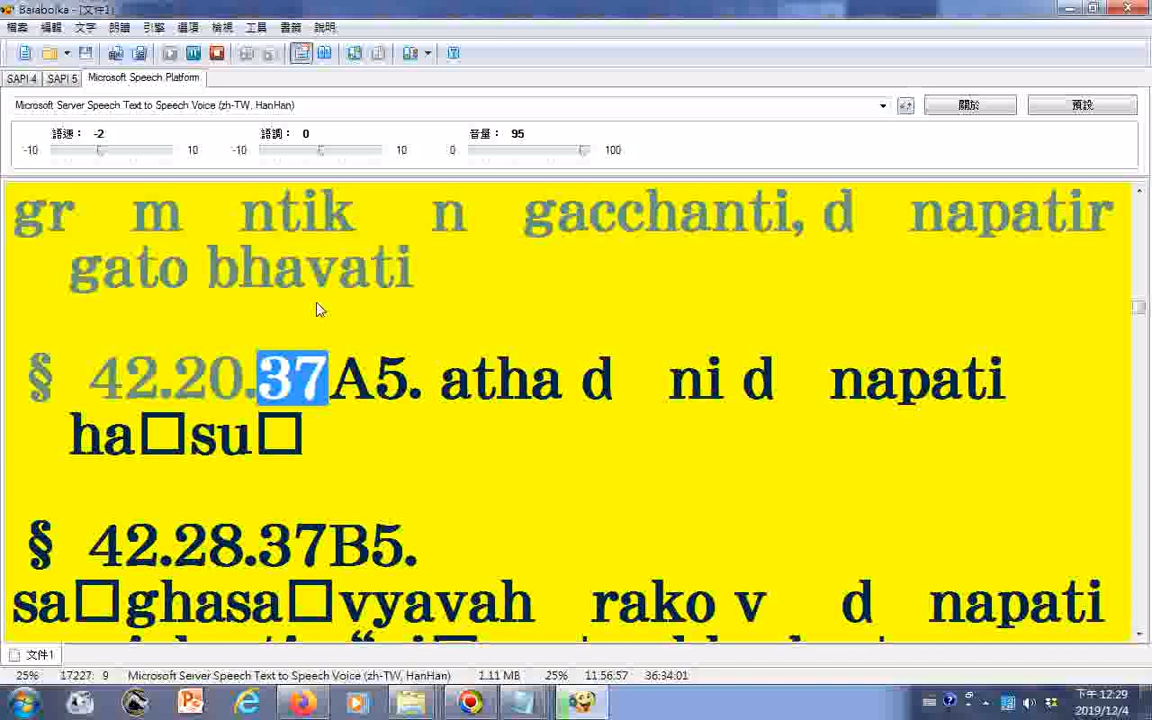 Balabolka - [文件1]
檔案 編輯 文字 朗讀 引擎 選項 檢視 工具 書籤 說明
SAPI 4 SAPI 5 Microsoft Speech Platform
Microsoft Server Speech Text to Speech Voice (zh-TW, HanHan) 關於 預設
語速： -2 語調： 0 音量： 95
-10 10 -10 10 0 100
gr m ntik n gacchanti, d napatir
gato bhavati
§ 42.20.37A5. atha d ni d napati
ha□su□
§ 42.28.37B5.
sa□ghasa□vyavah rako v d napati
文件1
25% 17227: 9 Microsoft Server Speech Text to Speech Voice (zh-TW, HanHan) 1.11 MB 25% 11:56:57 36:34:01
下午 12:29
2019/12/4